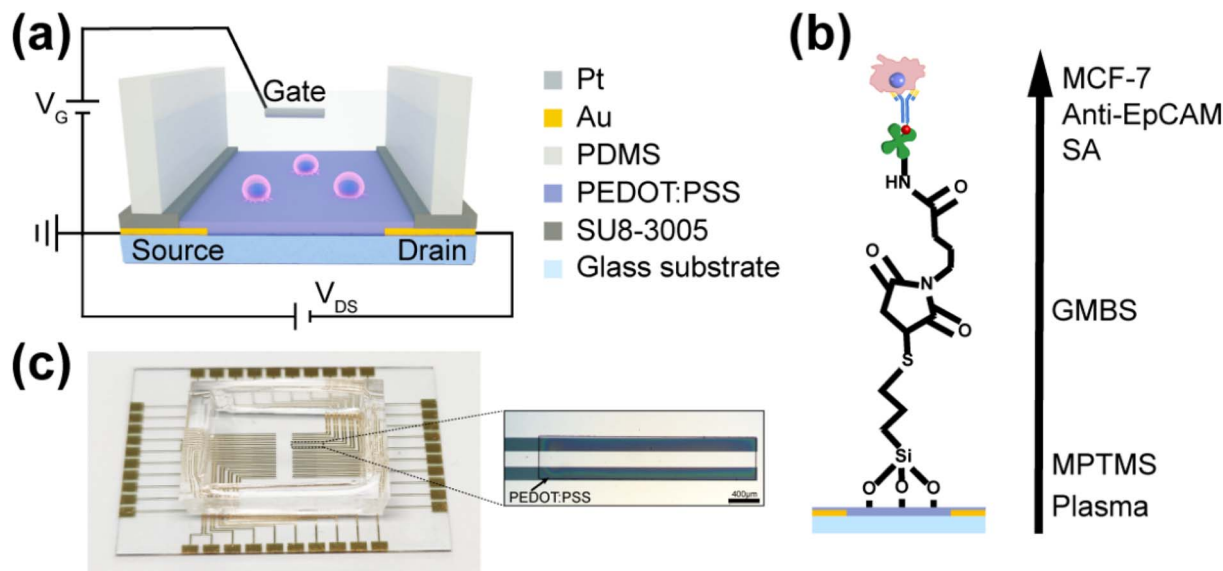 (a)
V_G
Gate
Source
Drain
V_DS
Pt
Au
PDMS
PEDOT:PSS
SU8-3005
Glass substrate
(b)
HN
O
O
N
O
S
Si
O
O
O
MCF-7
Anti-EpCAM
SA
GMBS
MPTMS
Plasma
(c)
PEDOT:PSS
400μm